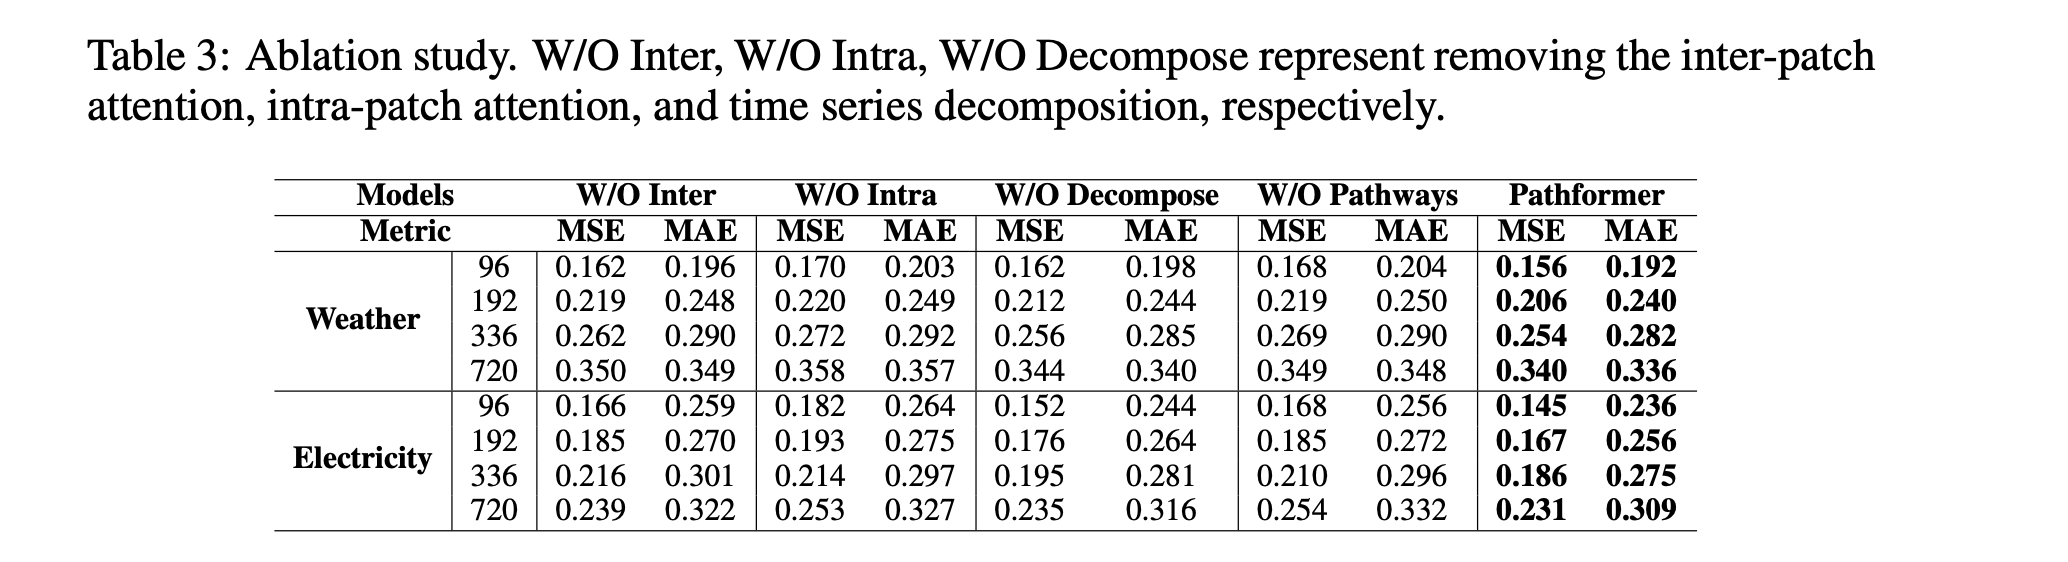 Table 3: Ablation study. W/O Inter, W/O Intra, W/O Decompose represent removing the inter-patch
attention, intra-patch attention, and time series decomposition, respectively.
Models W/O Inter W/O Intra W/O Decompose W/O Pathways Pathformer
Metric MSE MAE MSE MAE MSE MAE MSE MAE MSE MAE
Weather
96 0.162 0.196 0.170 0.203 0.162 0.198 0.168 0.204 0.156 0.192
192 0.219 0.248 0.220 0.249 0.212 0.244 0.219 0.250 0.206 0.240
336 0.262 0.290 0.272 0.292 0.256 0.285 0.269 0.290 0.254 0.282
720 0.350 0.349 0.358 0.357 0.344 0.340 0.349 0.348 0.340 0.336
Electricity
96 0.166 0.259 0.182 0.264 0.152 0.244 0.168 0.256 0.145 0.236
192 0.185 0.270 0.193 0.275 0.176 0.264 0.185 0.272 0.167 0.256
336 0.216 0.301 0.214 0.297 0.195 0.281 0.210 0.296 0.186 0.275
720 0.239 0.322 0.253 0.327 0.235 0.316 0.254 0.332 0.231 0.309